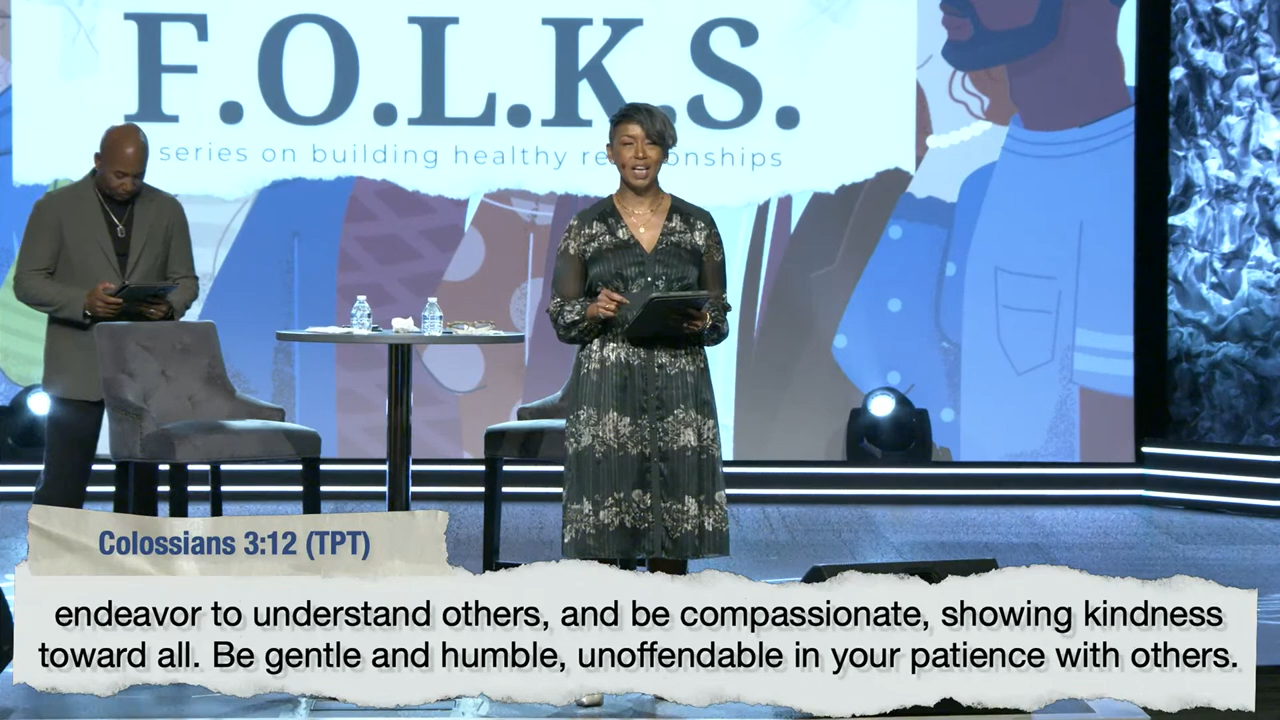 F.O.L.K.S.
series on building healthy re onships
Colossians 3:12 (TPT)
endeavor to understand others, and be compassionate, showing kindness
toward all. Be gentle and humble, unoffendable in your patience with others.